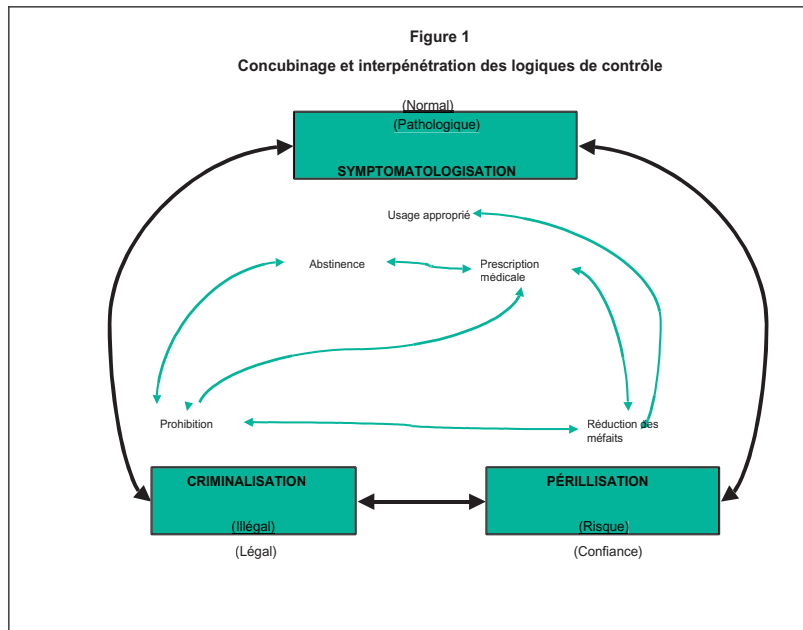 Figure 1
Concubinage et interpénétration des logiques de contrôle
(Normal)
(Pathologique)
SYMPTOMATOLOGISATION
Usage approprié
Abstinence
Prescription
médicale
Prohibition
Réduction des
méfaits
CRIMINALISATION
(Illégal)
(Légal)
PÉRILLISATION
(Risque)
(Confiance)